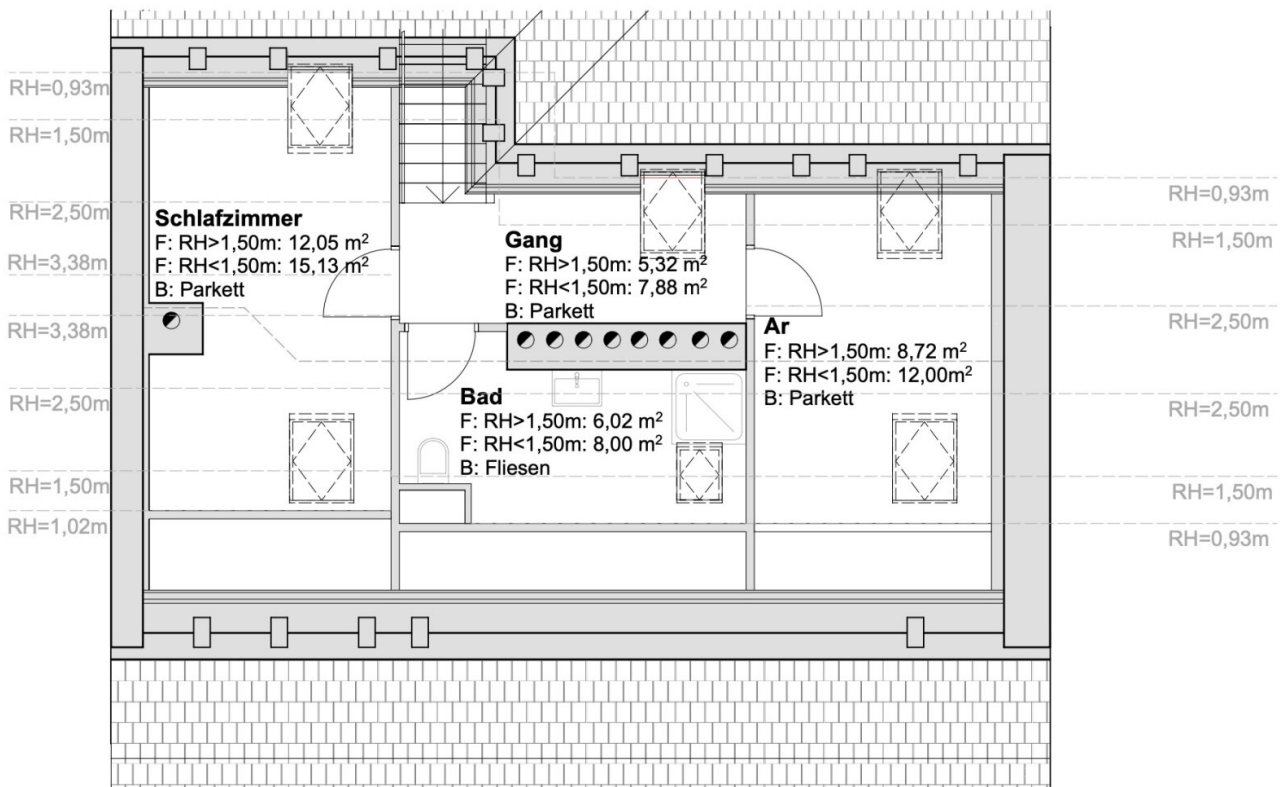 RH=0,93m
RH=1,50m
RH=2,50m
RH=3,38m
RH=3,38m
RH=2,50m
RH=1,50m
RH=1,02m
Schlafzimmer
F: RH>1,50m: 12,05 m²
F: RH<1,50m: 15,13 m²
B: Parkett
Gang
F: RH>1,50m: 5,32 m²
F: RH<1,50m: 7,88 m²
B: Parkett
Bad
F: RH>1,50m: 6,02 m²
F: RH<1,50m: 8,00 m²
B: Fliesen
Ar
F: RH>1,50m: 8,72 m²
F: RH<1,50m: 12,00m²
B: Parkett
RH=0,93m
RH=1,50m
RH=2,50m
RH=2,50m
RH=1,50m
RH=0,93m